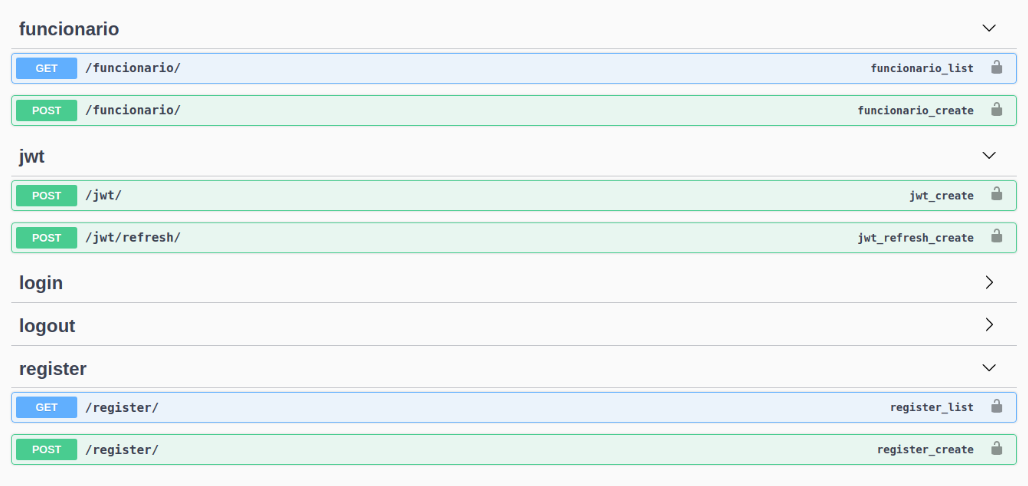 funcionario
GET /funcionario/ funcionario_list
POST /funcionario/ funcionario_create
jwt
POST /jwt/ jwt_create
POST /jwt/refresh/ jwt_refresh_create
login
logout
register
GET /register/ register_list
POST /register/ register_create